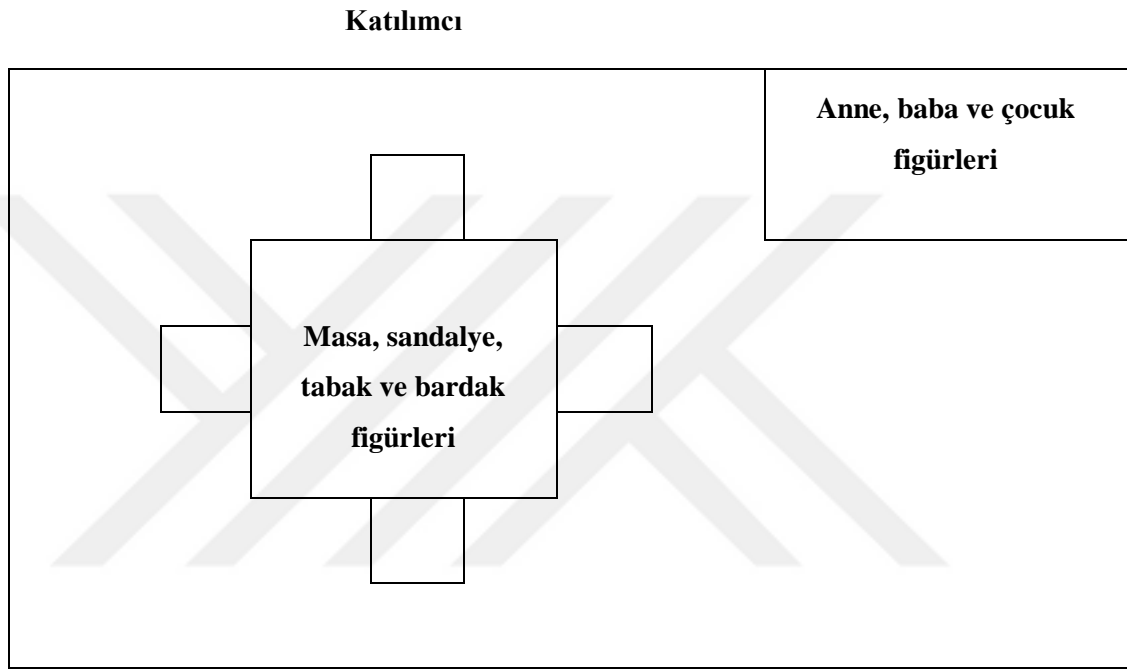 Katılımcı
Anne, baba ve çocuk
figürleri
Masa, sandalye,
tabak ve bardak
figürleri